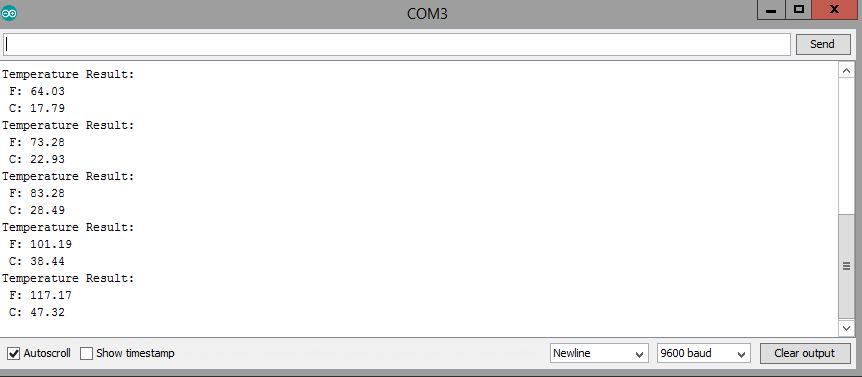 COM3
Send
Temperature Result:
F: 64.03
C: 17.79
Temperature Result:
F: 73.28
C: 22.93
Temperature Result:
F: 83.28
C: 28.49
Temperature Result:
F: 101.19
C: 38.44
Temperature Result:
F: 117.17
C: 47.32
Autoscroll Show timestamp Newline 9600 baud Clear output